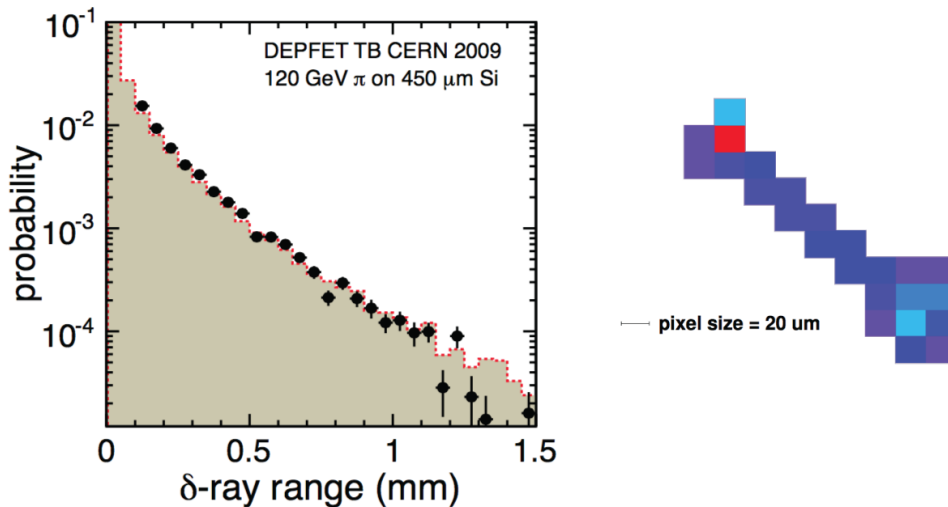 10^-1
10^-2
10^-3
10^-4
probability
DEPFET TB CERN 2009
120 GeV π on 450 μm Si
0 0.5 1 1.5
δ-ray range (mm)
pixel size = 20 um